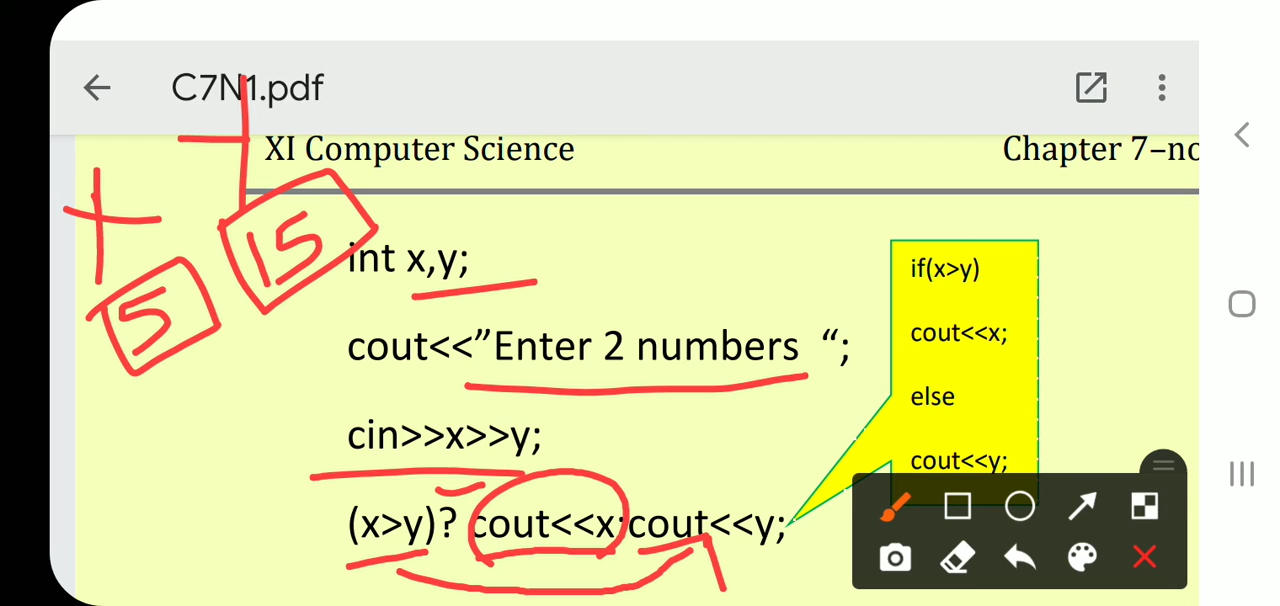 C7N1.pdf
XI Computer Science Chapter 7–no
x
y
5
15
int x,y;
cout<<”Enter 2 numbers “;
cin>>x>>y;
(x>y)? cout<<x:cout<<y;
if(x>y)
cout<<x;
else
cout<<y;